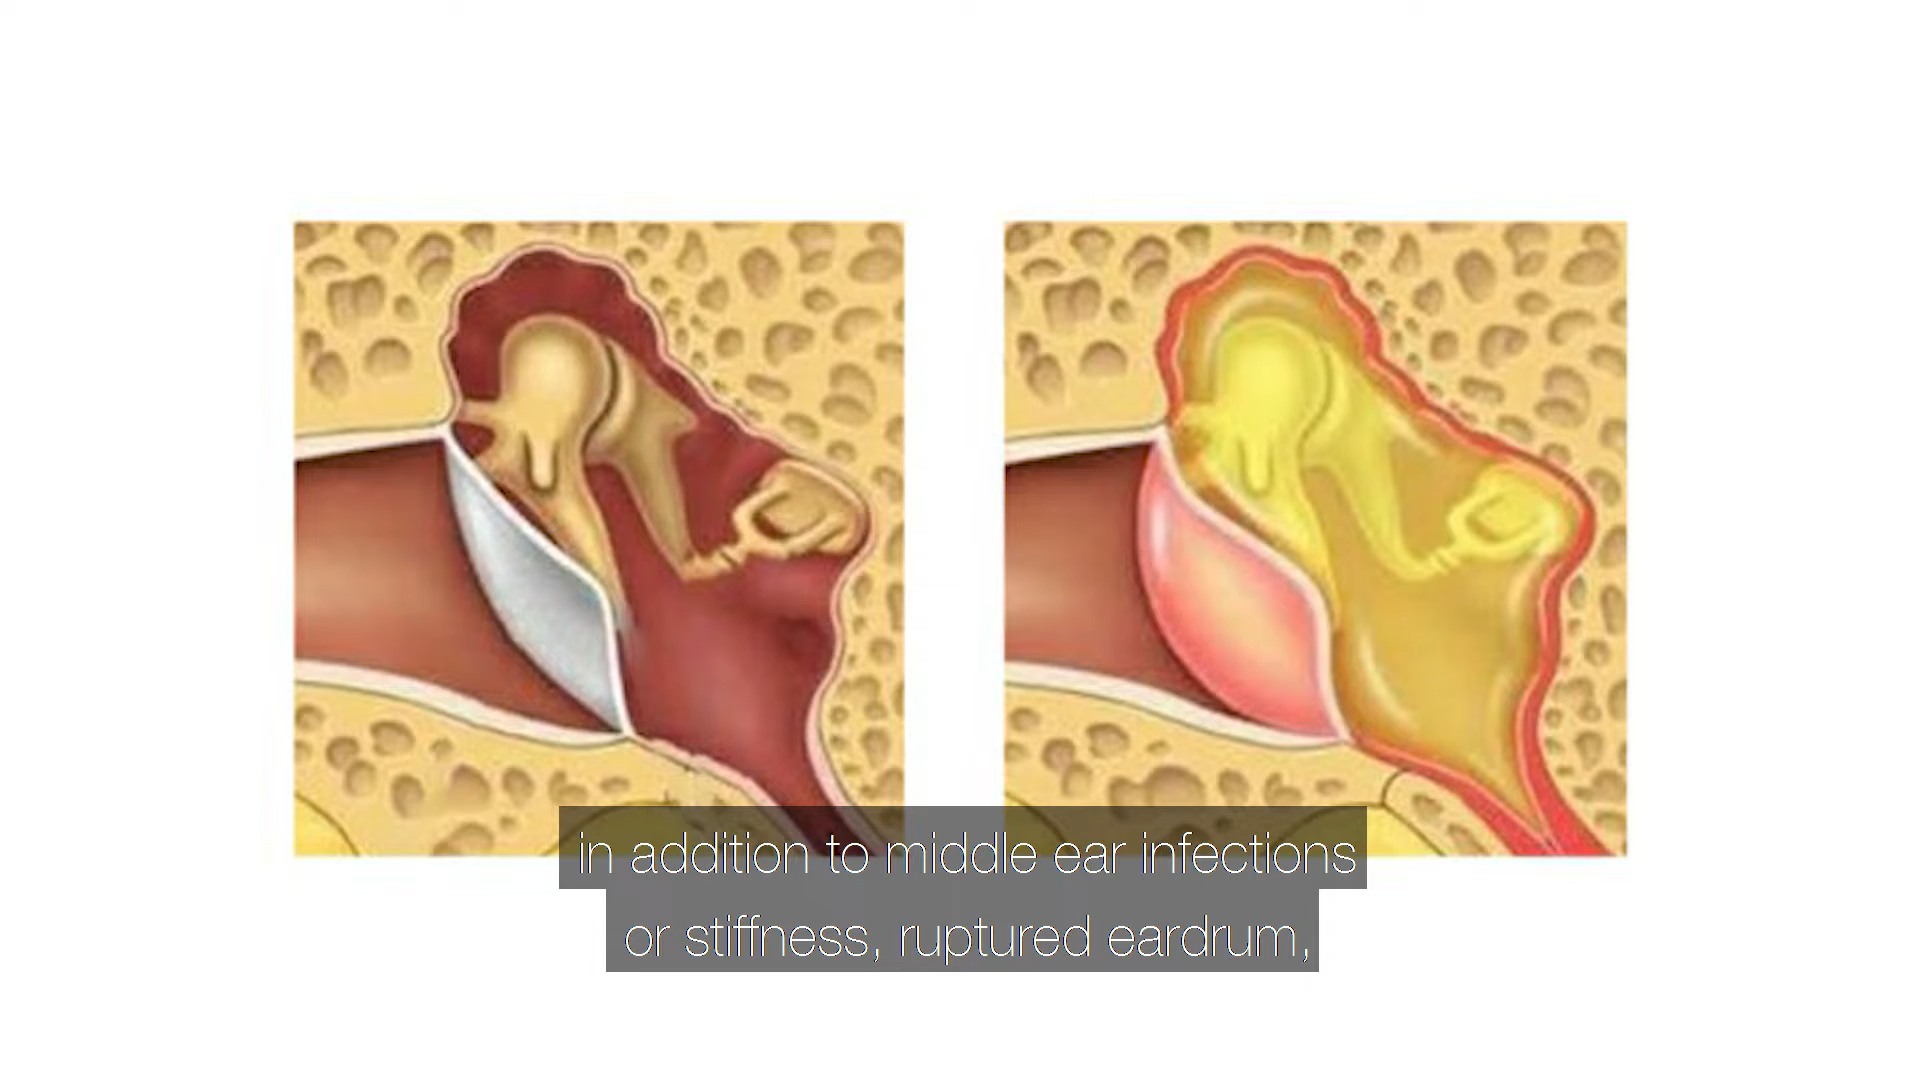 in addition to middle ear infections
or stiffness, ruptured eardrum,